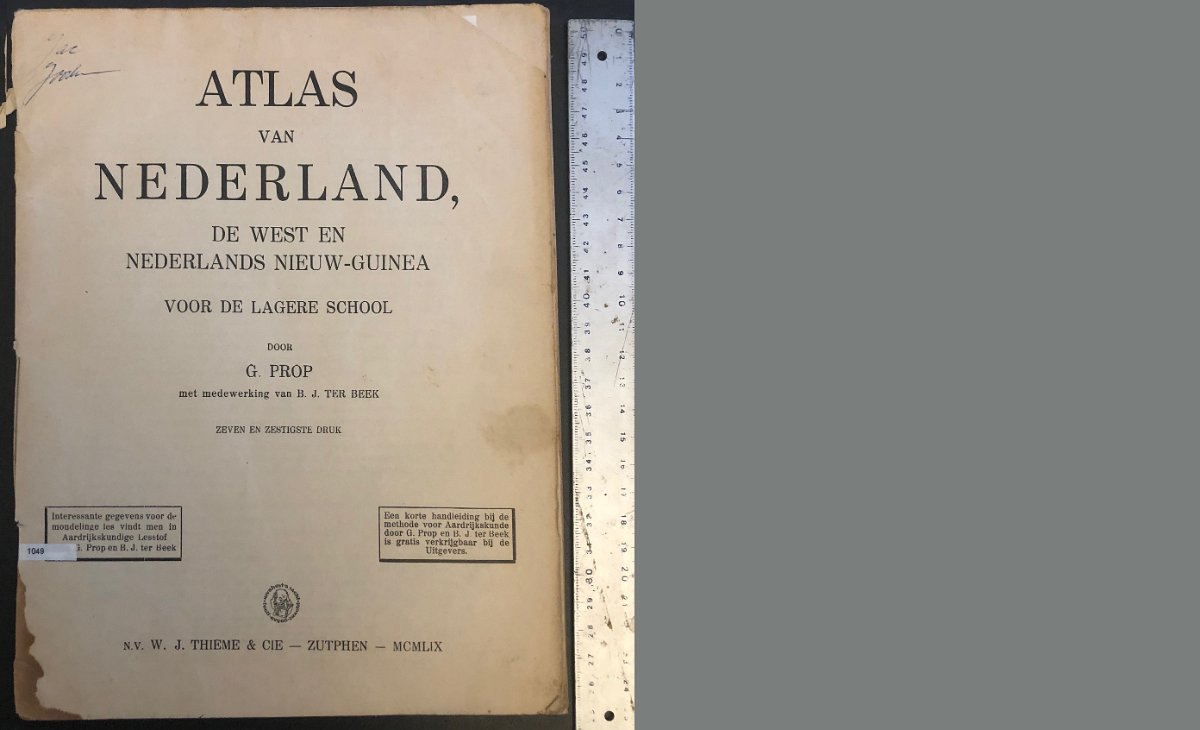 ATLAS
VAN
NEDERLAND,
DE WEST EN
NEDERLANDS NIEUW-GUINEA
VOOR DE LAGERE SCHOOL
DOOR
G. PROP
met medewerking van B. J. TER BEEK
ZEVEN EN ZESTIGSTE DRUK
Interessante gegevens voor de
mondelinge les vindt men in
Aardrijkskundige Lesstof
G. Prop en B. J. ter Beek
1049
Een korte handleiding bij de
methode voor Aardrijkskunde
door G. Prop en B. J. ter Beek
is gratis verkrijgbaar bij de
Uitgevers.
N.V. W. J. THIEME & CIE — ZUTPHEN — MCMLIX